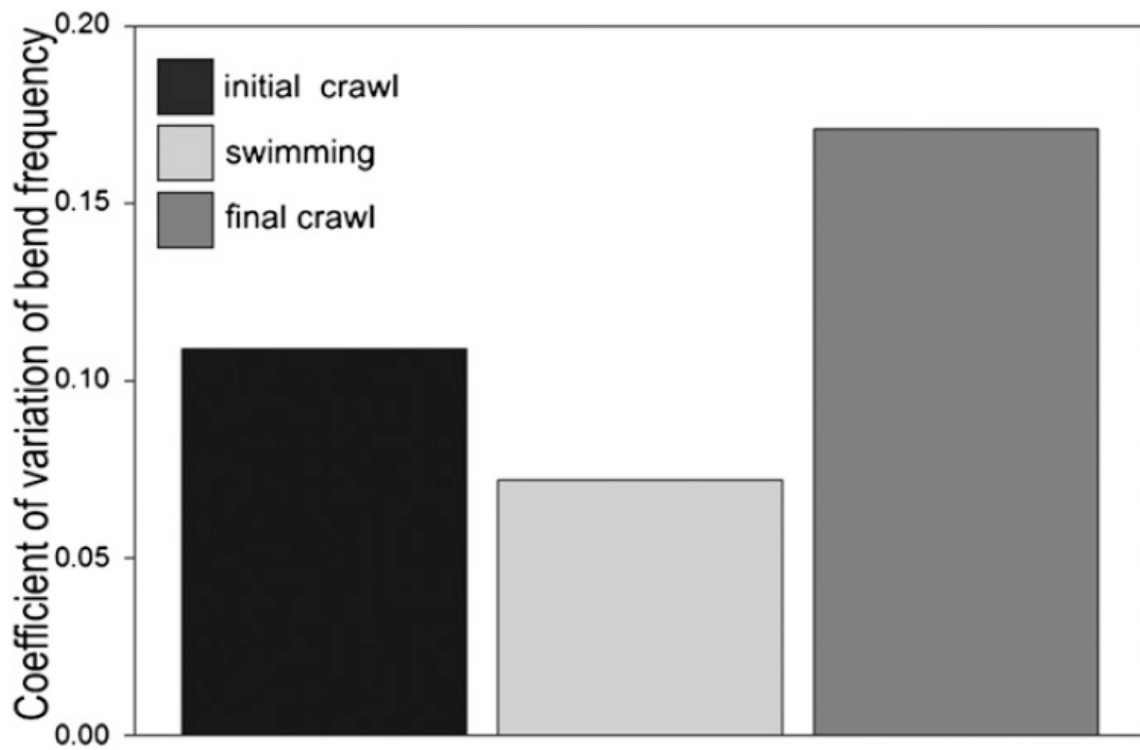 Coefficient of variation of bend frequency
0.20
0.15
0.10
0.05
0.00
initial crawl
swimming
final crawl